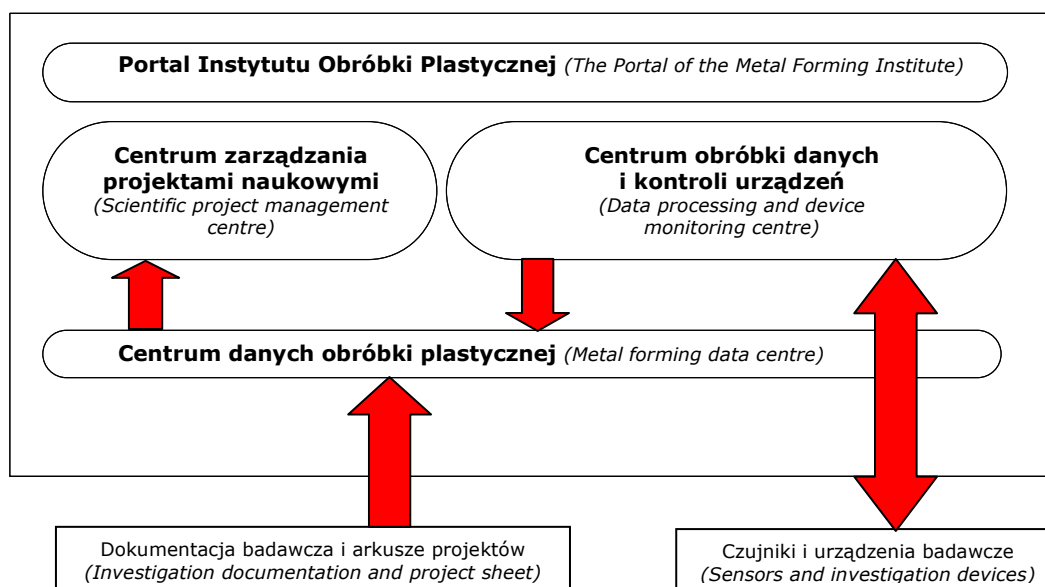 Portal Instytutu Obróbki Plastycznej (The Portal of the Metal Forming Institute)
Centrum zarządzania
projektami naukowymi
(Scientific project management
centre)
Centrum obróbki danych
i kontroli urządzeń
(Data processing and device
monitoring centre)
Centrum danych obróbki plastycznej (Metal forming data centre)
Dokumentacja badawcza i arkusze projektów
(Investigation documentation and project sheet)
Czujniki i urządzenia badawcze
(Sensors and investigation devices)